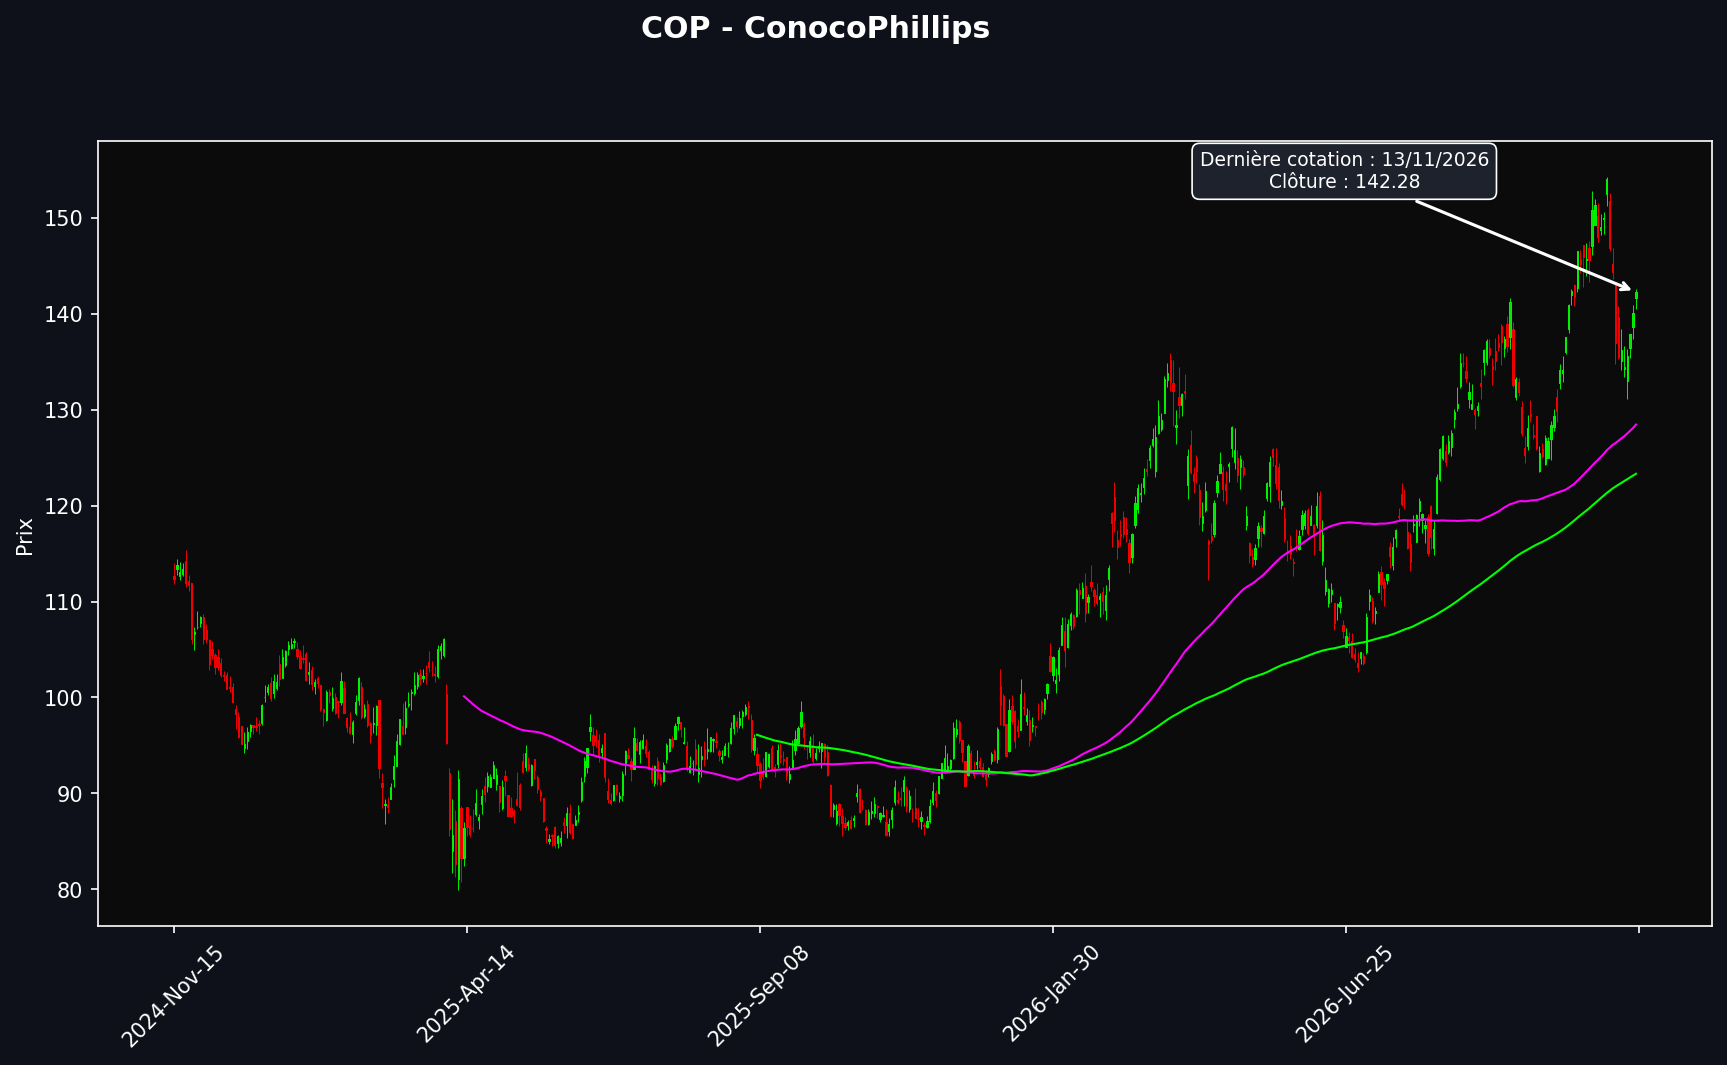 COP - ConocoPhillips
Dernière cotation : 13/11/2026
Clôture : 142.28
150
140
130
120
110
100
90
80
Prix
2024-Nov-15
2025-Apr-14
2025-Sep-08
2026-Jan-30
2026-Jun-25